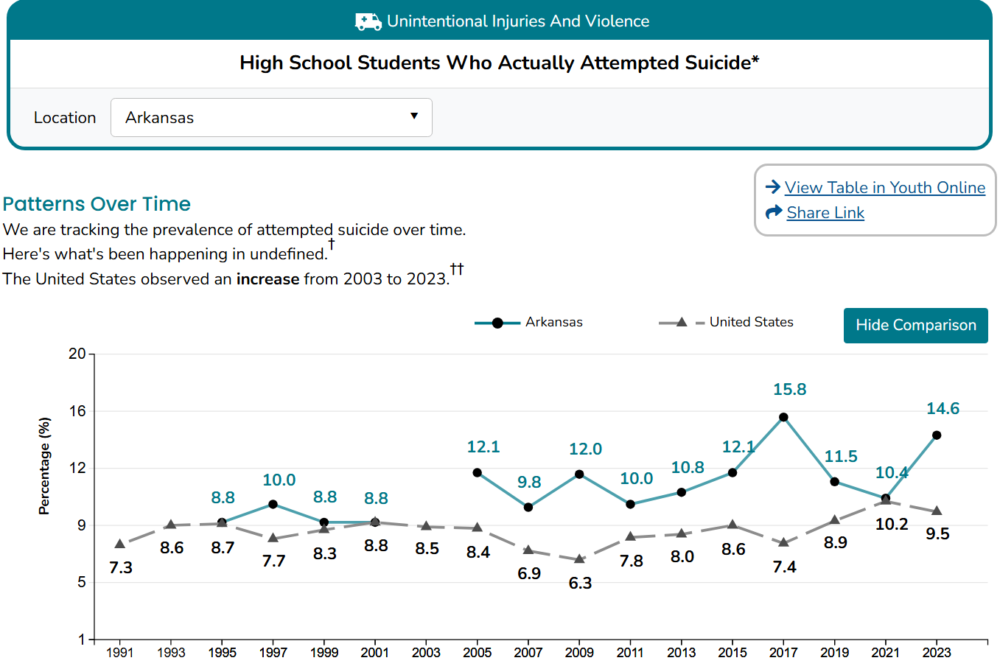 Unintentional Injuries And Violence
High School Students Who Actually Attempted Suicide*
Location
Arkansas
View Table in Youth Online
Share Link
Patterns Over Time
We are tracking the prevalence of attempted suicide over time.
Here's what's been happening in undefined.†
The United States observed an increase from 2003 to 2023.††
Arkansas
United States
Hide Comparison
Percentage (%)
20
16
12
9
5
1
8.8
10.0
8.8
8.8
12.1
9.8
12.0
10.0
10.8
12.1
15.8
11.5
10.4
14.6
7.3
8.6
8.7
7.7
8.3
8.8
8.5
8.4
6.9
6.3
7.8
8.0
8.6
7.4
8.9
10.2
9.5
1991 1993 1995 1997 1999 2001 2003 2005 2007 2009 2011 2013 2015 2017 2019 2021 2023